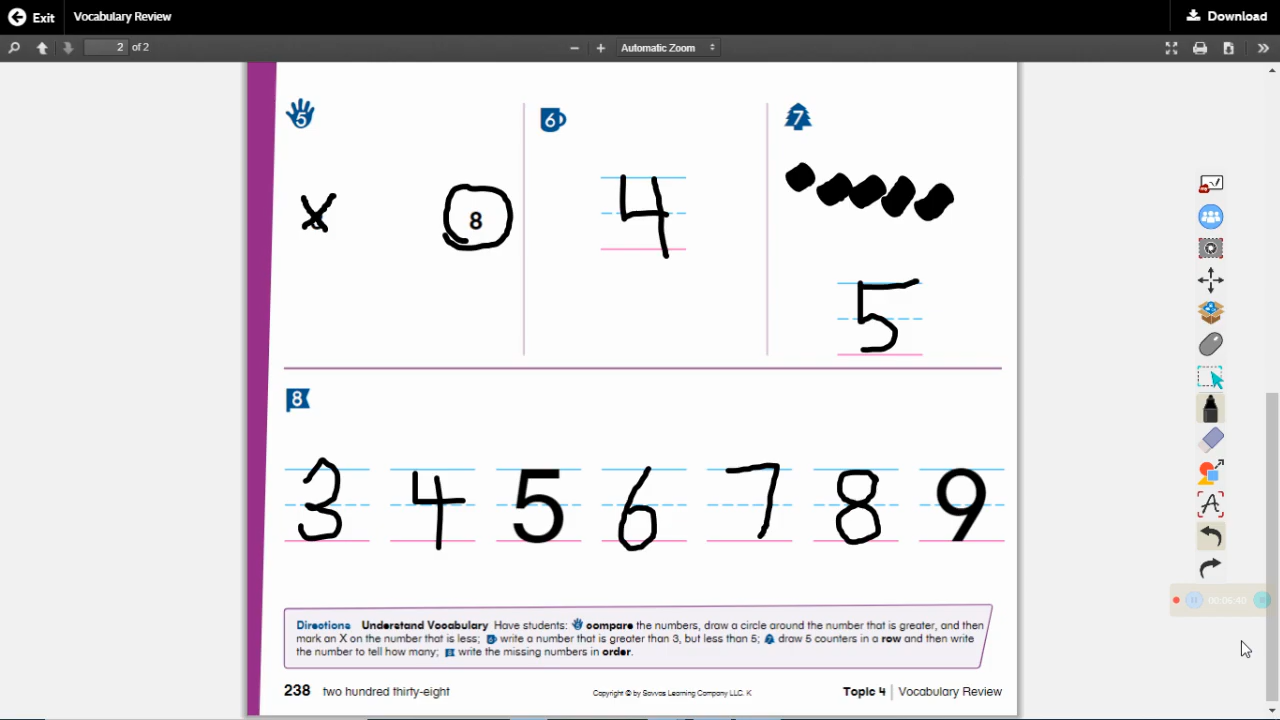 Exit
Vocabulary Review
Download
2 of 2
Automatic Zoom
5
6
7
X 8
4
5
8
3 4 5 6 7 8 9
Directions Understand Vocabulary Have students: compare the numbers, draw a circle around the number that is greater, and then
mark an X on the number that is less; write a number that is greater than 3, but less than 5; draw 5 counters in a row and then write
the number to tell how many; write the missing numbers in order.
238 two hundred thirty-eight
Copyright © by Savvas Learning Company LLC. K
Topic 4 | Vocabulary Review
00:06:40